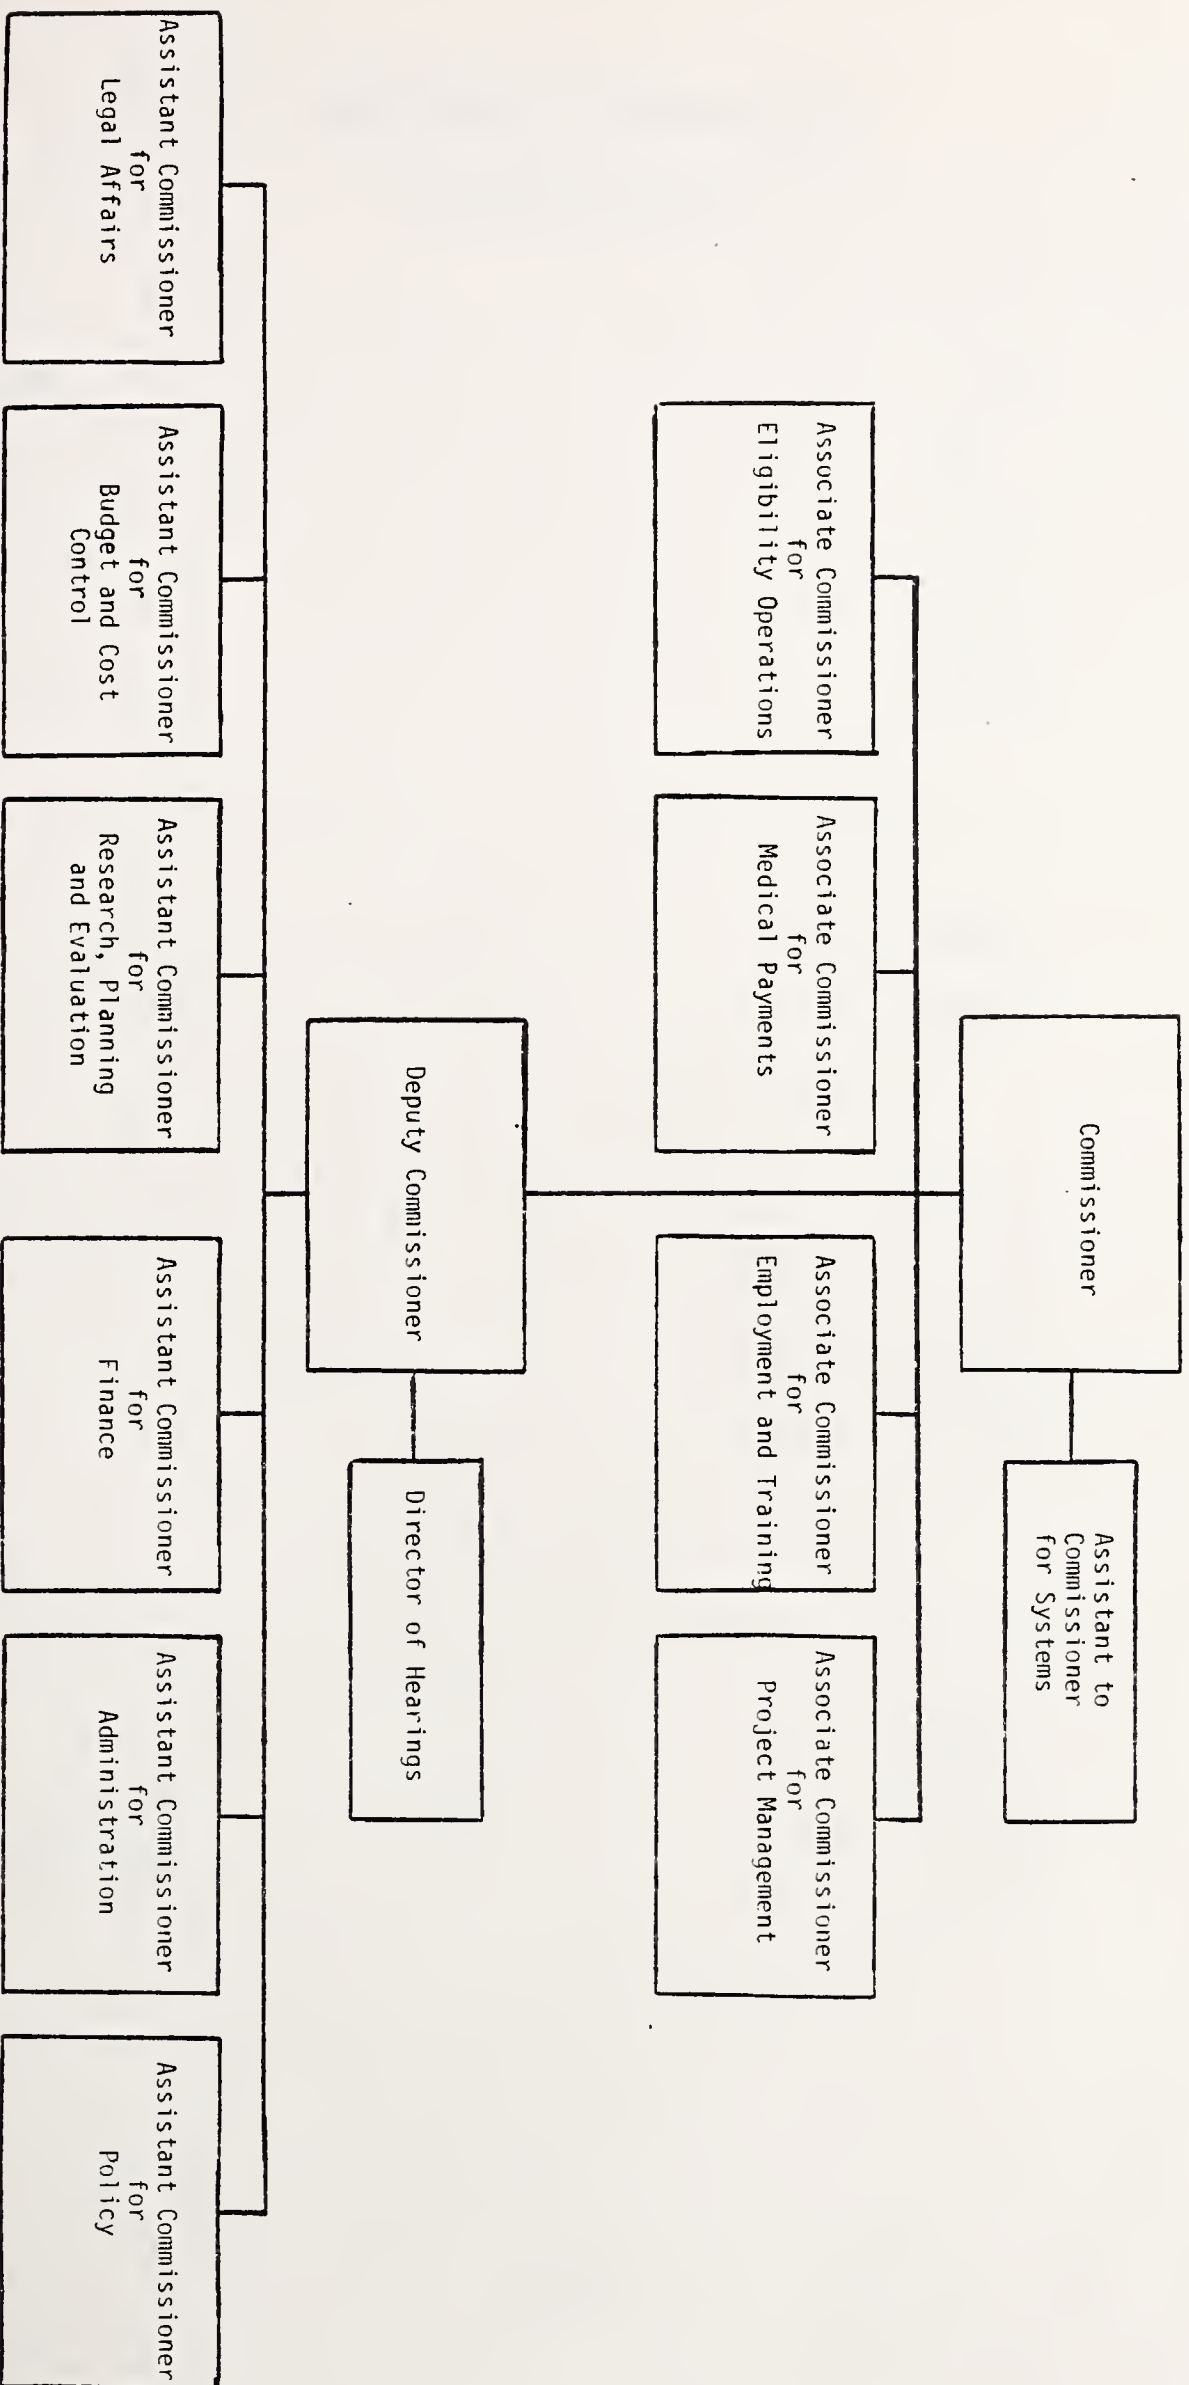 Commissioner
Assistant to
Commissioner
for Systems
Associate Commissioner
for
Eligibility Operations
Associate Commissioner
for
Medical Payments
Associate Commissioner
for
Employment and Training
Associate Commissioner
for
Project Management
Deputy Commissioner
Director of Hearings
Assistant Commissioner
for
Legal Affairs
Assistant Commissioner
for
Budget and Cost
Control
Assistant Commissioner
for
Research, Planning
and Evaluation
Assistant Commissioner
for
Finance
Assistant Commissioner
for
Administration
Assistant Commissioner
for
Policy